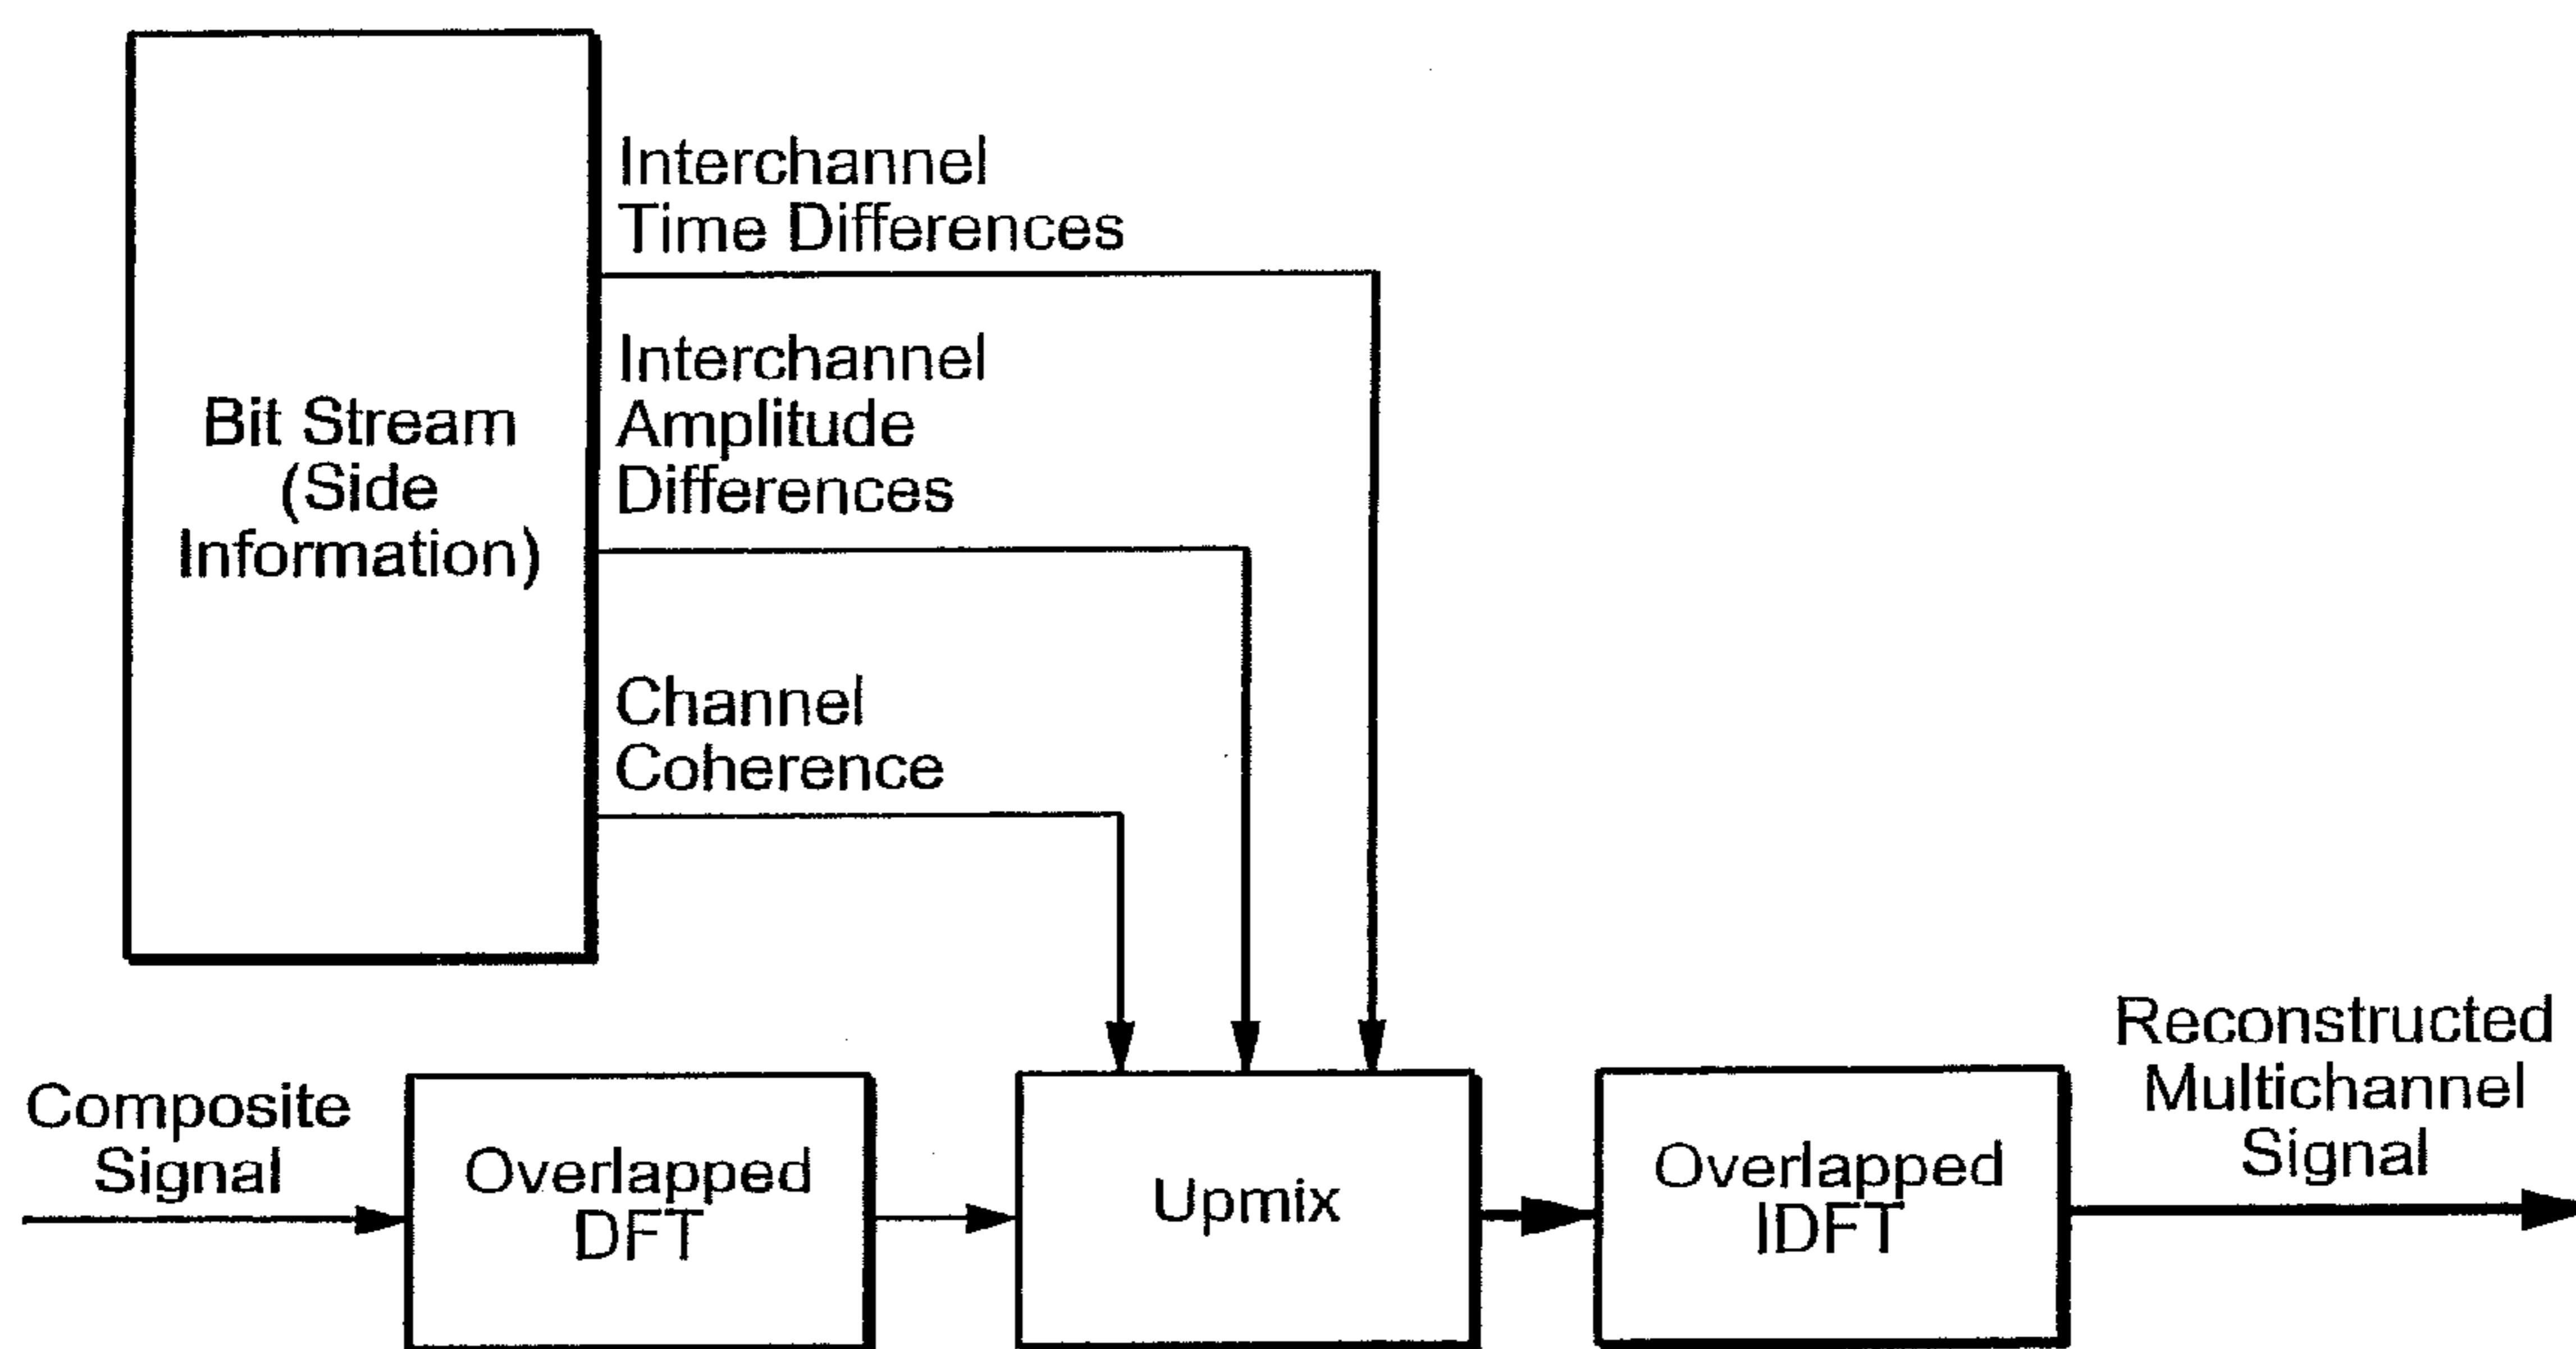 Interchannel
Time Differences
Interchannel
Amplitude
Differences
Bit Stream
(Side
Information)
Channel
Coherence
Composite
Signal
Overlapped
DFT
Upmix
Overlapped
IDFT
Reconstructed
Multichannel
Signal